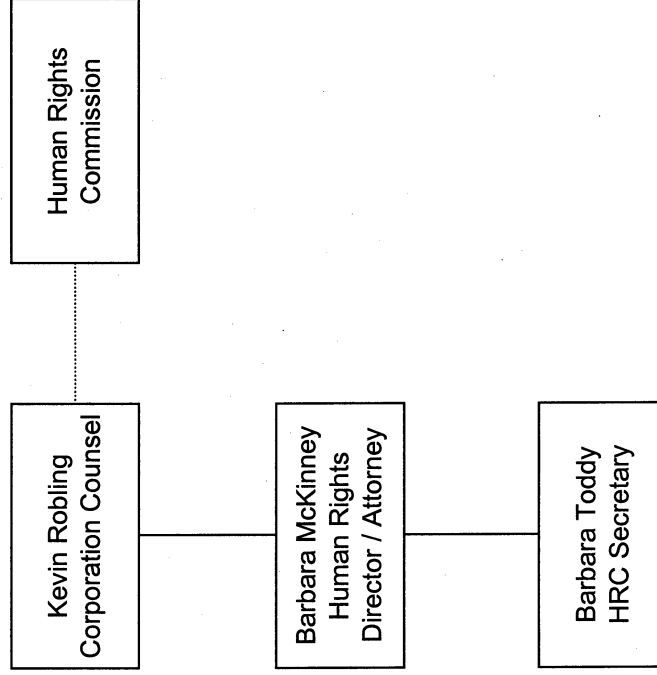 Kevin Robling
Corporation Counsel
Human Rights
Commission
Barbara McKinney
Human Rights
Director / Attorney
Barbara Toddy
HRC Secretary